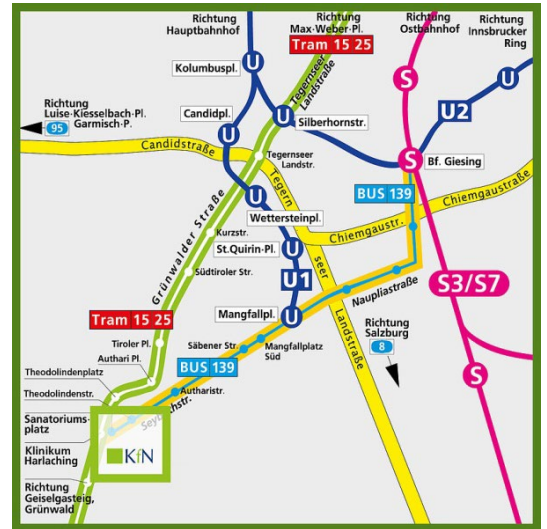 Richtung
Hauptbahnhof
Richtung
Max-Weber-Pl.
Tram 15 25
Richtung
Ostbahnhof
Richtung
Innsbrucker
Ring
U
Kolumbuspl.
Tegernseer
Landstraße
S
U
Candidpl.
U
Silberhornstr.
U2
Richtung
Luise-Kiesselbach-Pl.
Garmisch-P.
95
U
Candidstraße
Tegernseer
Landstr.
S
Bf. Giesing
BUS 139
U
Wettersteinpl.
Tegern
seer
Landstraße
Chiemgaustr.
Chiemgaustraße
Grünwalder Straße
Kurzstr.
St.Quirin-Pl.
U
Südtiroler Str.
U1
Naupliastraße
S3/S7
Mangfallpl.
U
Tram 15 25
Richtung
Salzburg
8
Tiroler Pl.
Säbener Str.
Mangfallplatz
Süd
Authari Pl.
BUS 139
S
Theodolindenplatz
Theodolindenstr.
Autharistr.
Sanatoriums-
platz
Klinikum
Harlaching
KfN
Richtung
Geiselgasteig,
Grünwald